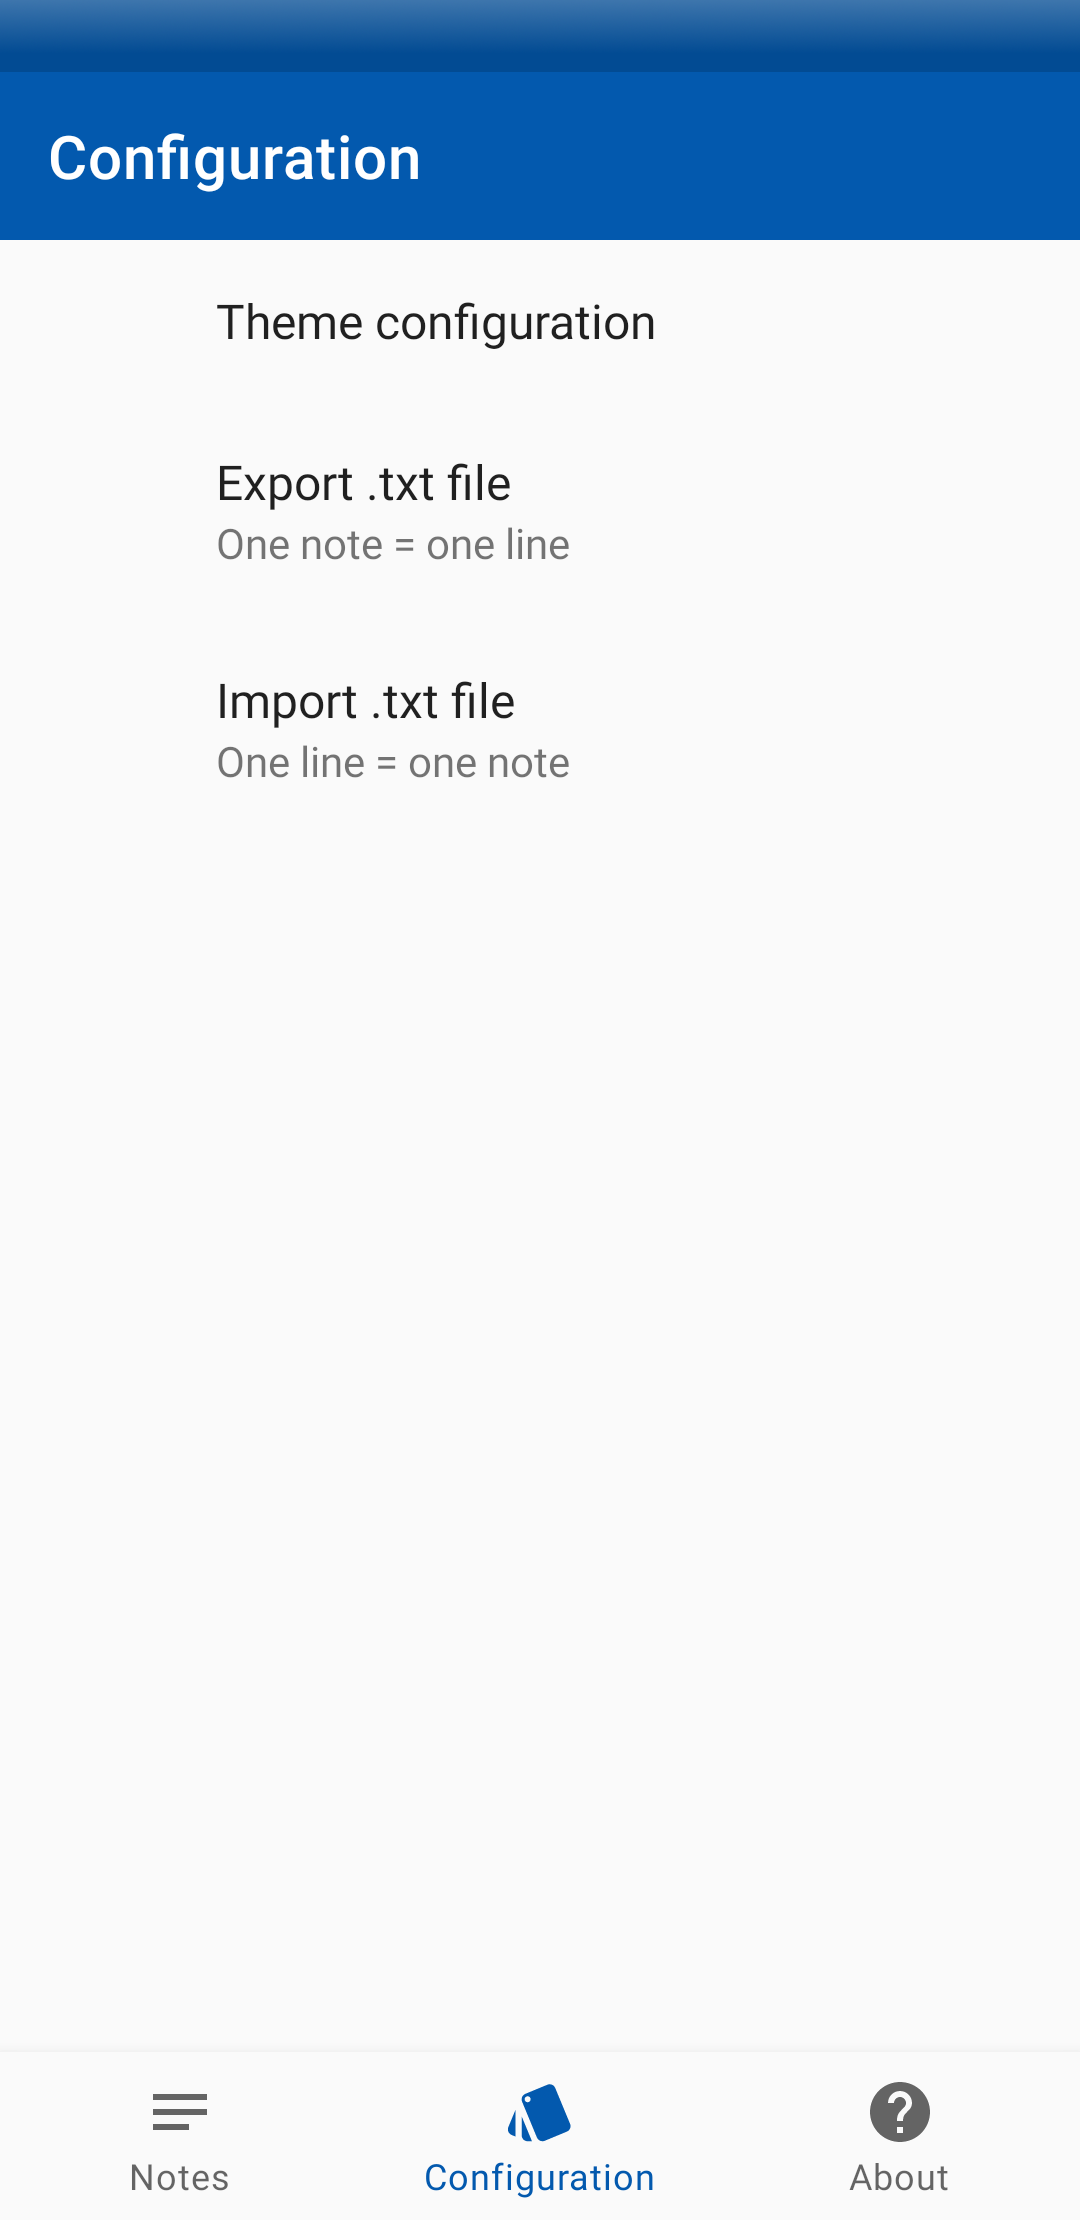 Configuration
Theme configuration
Export .txt file
One note = one line
Import .txt file
One line = one note
Notes
Configuration
About